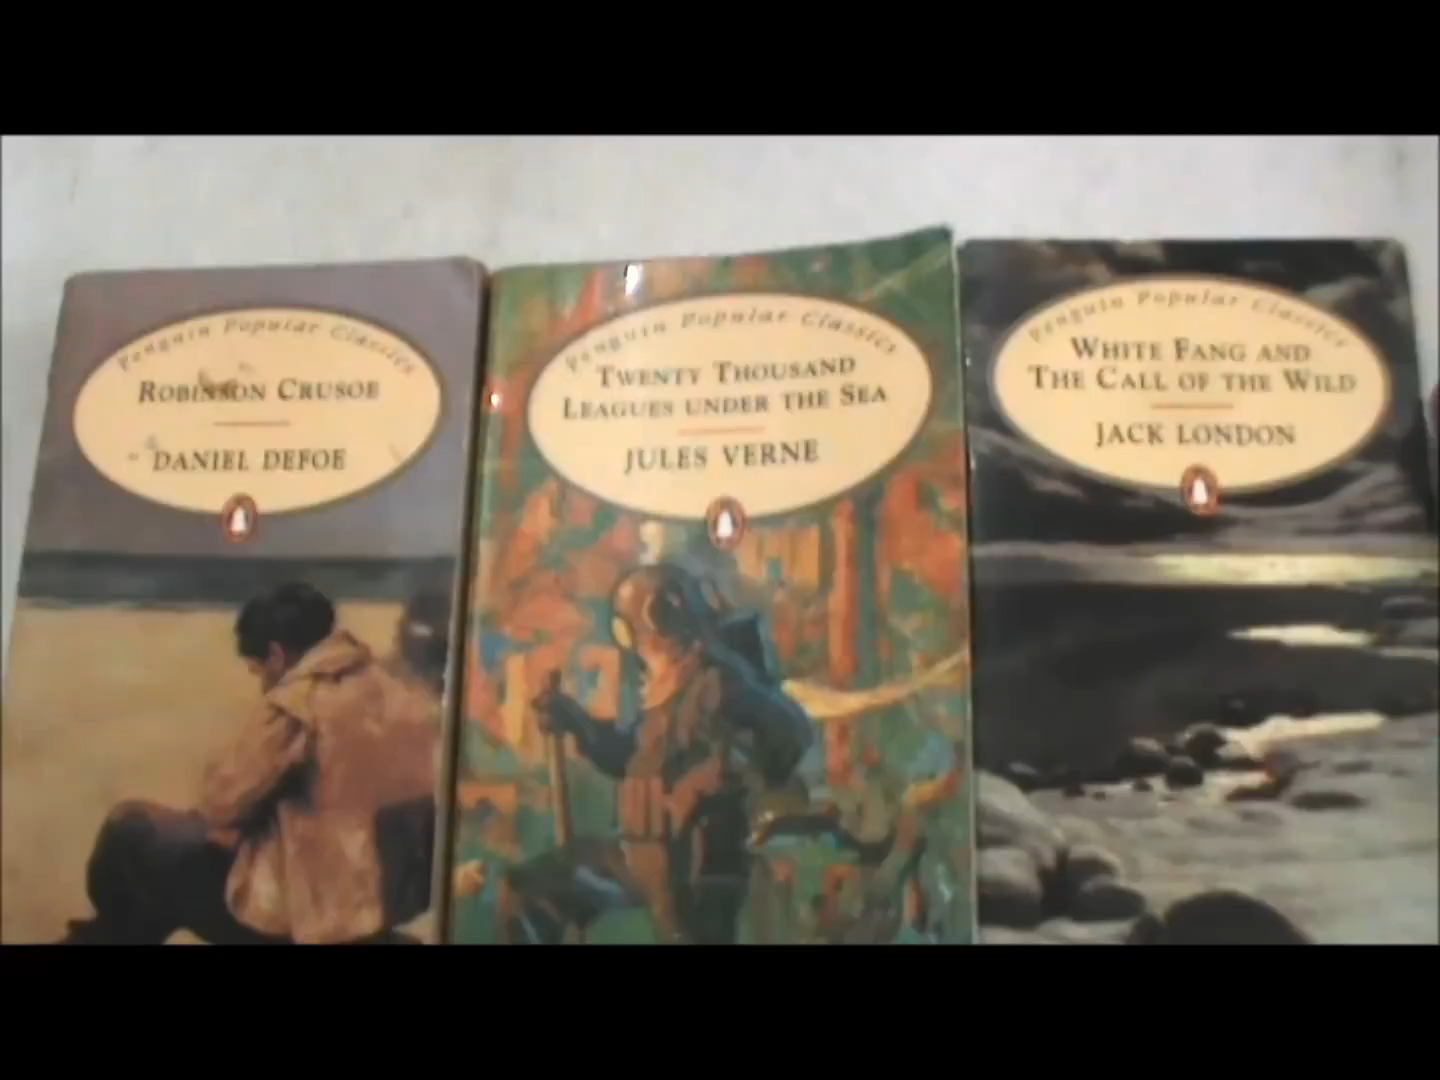 Penguin Popular Classics
ROBINSON CRUSOE
DANIEL DEFOE
Penguin Popular Classics
TWENTY THOUSAND
LEAGUES UNDER THE SEA
JULES VERNE
Penguin Popular Classics
WHITE FANG AND
THE CALL OF THE WILD
JACK LONDON